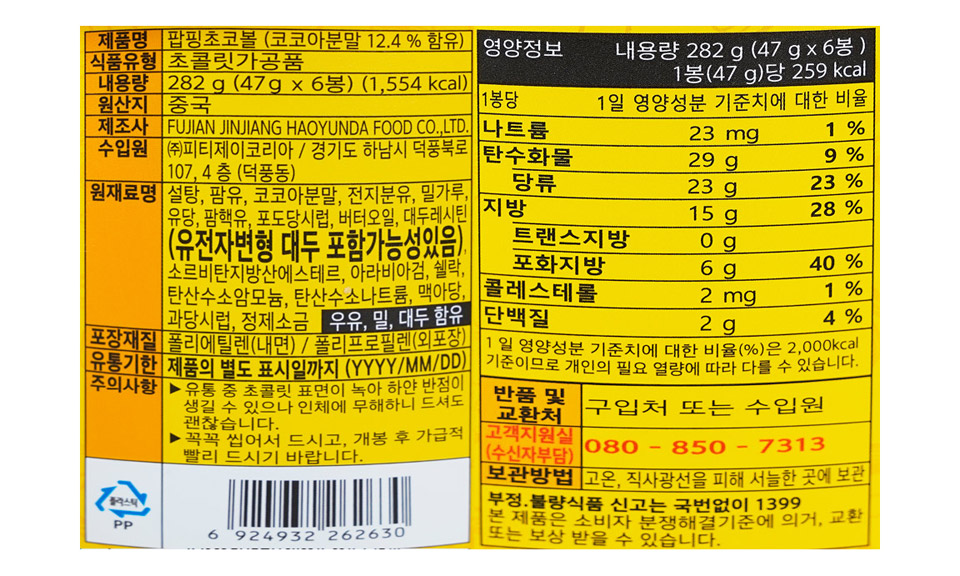 제품명 팝핑초코볼 (코코아분말 12.4 % 함유)
식품유형 초콜릿가공품
내용량 282 g (47 g x 6봉) (1,554 kcal)
원산지 중국
제조사 FUJIAN JINJIANG HAOYUNDA FOOD CO.,LTD.
수입원 ㈜피티제이코리아 / 경기도 하남시 덕풍북로
107, 4 층 (덕풍동)
원재료명 설탕, 팜유, 코코아분말, 전지분유, 밀가루,
유당, 팜핵유, 포도당시럽, 버터오일, 대두레시틴
(유전자변형 대두 포함가능성있음),
소르비탄지방산에스테르, 아라비아검, 쉘락,
탄산수소암모늄, 탄산수소나트륨, 맥아당,
과당시럽, 정제소금 우유, 밀, 대두 함유
포장재질 폴리에틸렌(내면) / 폴리프로필렌(외포장)
유통기한 제품의 별도 표시일까지 (YYYY/MM/DD)
주의사항 ▶유통 중 초콜릿 표면이 녹아 하얀 반점이
생길 수 있으나 인체에 무해하니 드셔도
괜찮습니다.
▶꼭꼭 씹어서 드시고, 개봉 후 가급적
빨리 드시기 바랍니다.
플라스틱
PP
6 924932 262630
영양정보 내용량 282 g (47 g x 6봉 )
1봉(47 g)당 259 kcal
1봉당 1일 영양성분 기준치에 대한 비율
나트륨 23 mg 1 %
탄수화물 29 g 9 %
당류 23 g 23 %
지방 15 g 28 %
트랜스지방 0 g
포화지방 6 g 40 %
콜레스테롤 2 mg 1 %
단백질 2 g 4 %
1 일 영양성분 기준치에 대한 비율(%)은 2,000kcal
기준이므로 개인의 필요 열량에 따라 다를 수 있습니다.
반품 및
교환처 구입처 또는 수입원
고객지원실
(수신자부담) 080 - 850 - 7313
보관방법 고온, 직사광선을 피해 서늘한 곳에 보관
부정.불량식품 신고는 국번없이 1399
본 제품은 소비자 분쟁해결기준에 의거, 교환
또는 보상 받을 수 있습니다.